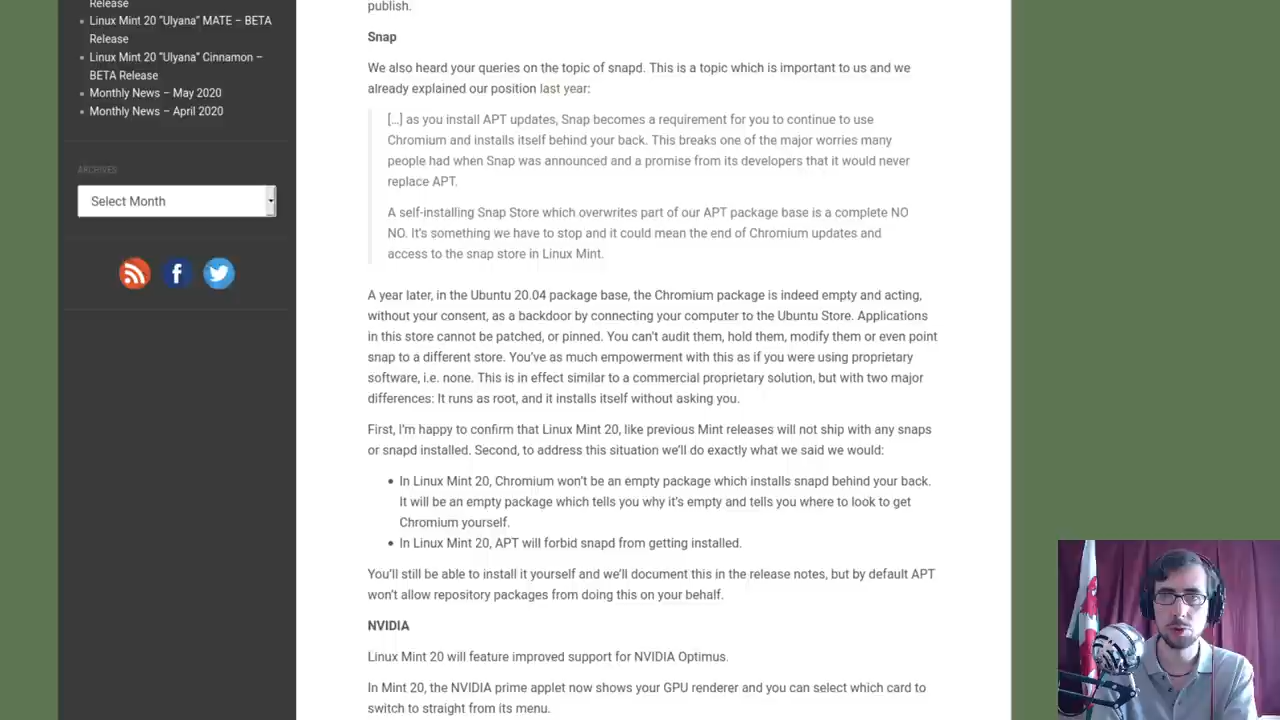 Release
Linux Mint 20 “Ulyana” MATE – BETA
Release
Linux Mint 20 “Ulyana” Cinnamon –
BETA Release
Monthly News – May 2020
Monthly News – April 2020
ARCHIVES
Select Month
publish.
Snap
We also heard your queries on the topic of snapd. This is a topic which is important to us and we
already explained our position last year:
[…] as you install APT updates, Snap becomes a requirement for you to continue to use
Chromium and installs itself behind your back. This breaks one of the major worries many
people had when Snap was announced and a promise from its developers that it would never
replace APT.
A self-installing Snap Store which overwrites part of our APT package base is a complete NO
NO. It’s something we have to stop and it could mean the end of Chromium updates and
access to the snap store in Linux Mint.
A year later, in the Ubuntu 20.04 package base, the Chromium package is indeed empty and acting,
without your consent, as a backdoor by connecting your computer to the Ubuntu Store. Applications
in this store cannot be patched, or pinned. You can’t audit them, hold them, modify them or even point
snap to a different store. You’ve as much empowerment with this as if you were using proprietary
software, i.e. none. This is in effect similar to a commercial proprietary solution, but with two major
differences: It runs as root, and it installs itself without asking you.
First, I’m happy to confirm that Linux Mint 20, like previous Mint releases will not ship with any snaps
or snapd installed. Second, to address this situation we’ll do exactly what we said we would:
• In Linux Mint 20, Chromium won’t be an empty package which installs snapd behind your back.
It will be an empty package which tells you why it’s empty and tells you where to look to get
Chromium yourself.
• In Linux Mint 20, APT will forbid snapd from getting installed.
You’ll still be able to install it yourself and we’ll document this in the release notes, but by default APT
won’t allow repository packages from doing this on your behalf.
NVIDIA
Linux Mint 20 will feature improved support for NVIDIA Optimus.
In Mint 20, the NVIDIA prime applet now shows your GPU renderer and you can select which card to
switch to straight from its menu.